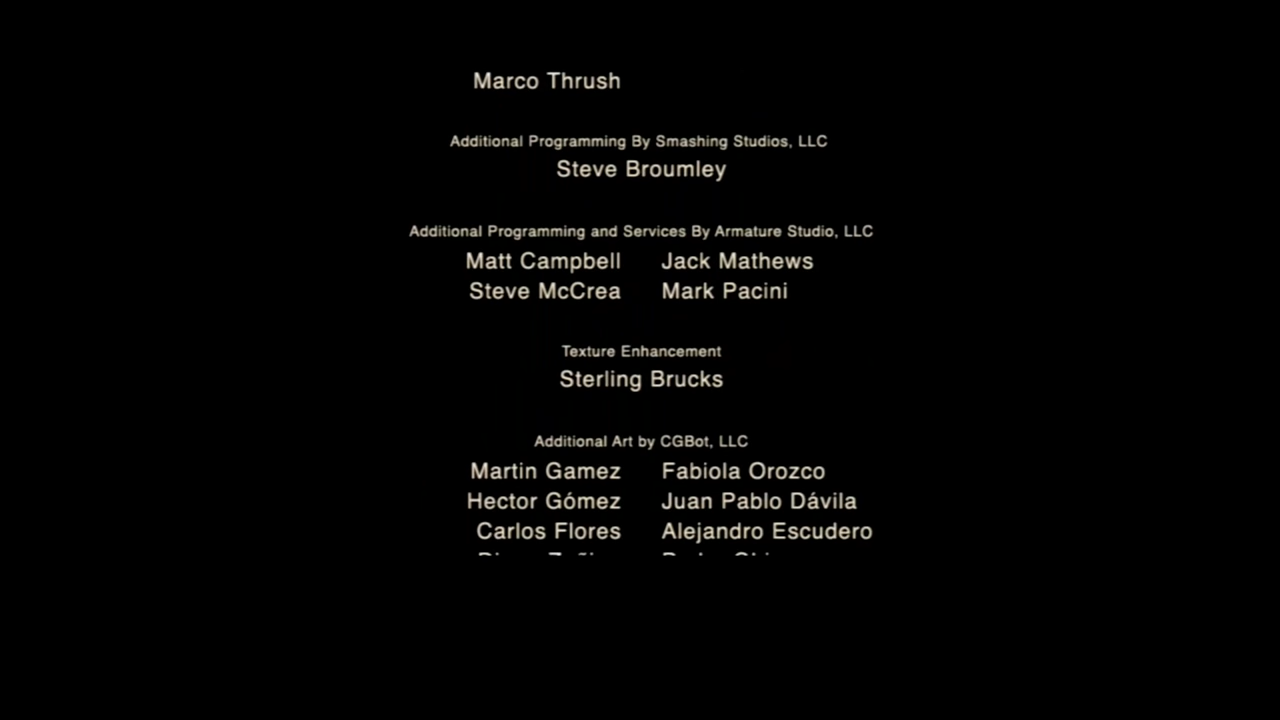 Marco Thrush
Additional Programming By Smashing Studios, LLC
Steve Broumley
Additional Programming and Services By Armature Studio, LLC
Matt Campbell Jack Mathews
Steve McCrea Mark Pacini
Texture Enhancement
Sterling Brucks
Additional Art by CGBot, LLC
Martin Gamez Fabiola Orozco
Hector Gómez Juan Pablo Dávila
Carlos Flores Alejandro Escudero